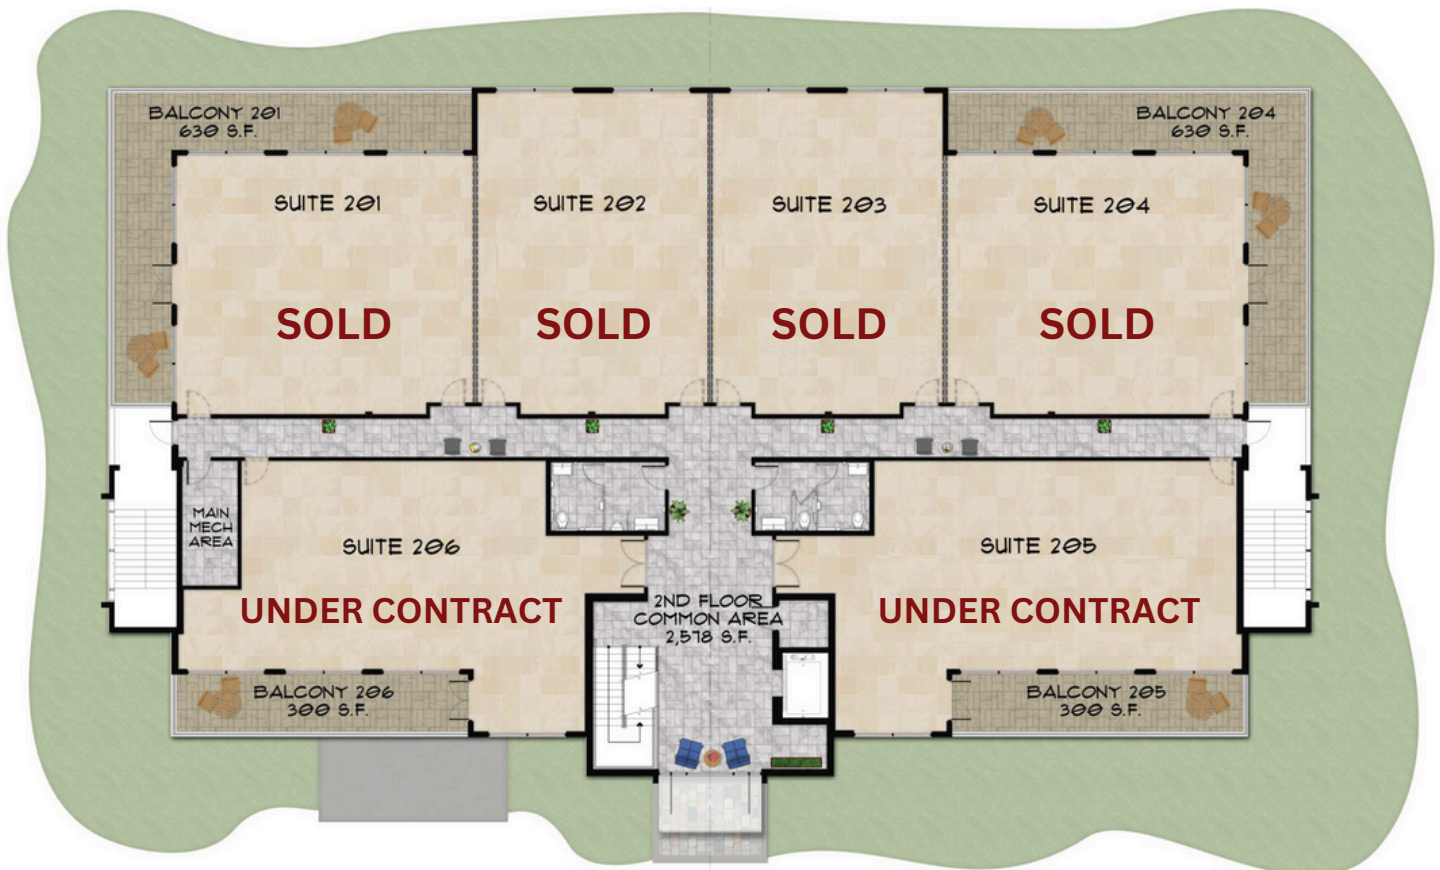 BALCONY 201
630 S.F.
BALCONY 204
630 S.F.
SUITE 201
SUITE 202
SUITE 203
SUITE 204
SOLD
SOLD
SOLD
SOLD
MAIN
MECH
AREA
SUITE 206
SUITE 205
UNDER CONTRACT
UNDER CONTRACT
2ND FLOOR
COMMON AREA
2,578 S.F.
BALCONY 206
300 S.F.
BALCONY 205
300 S.F.